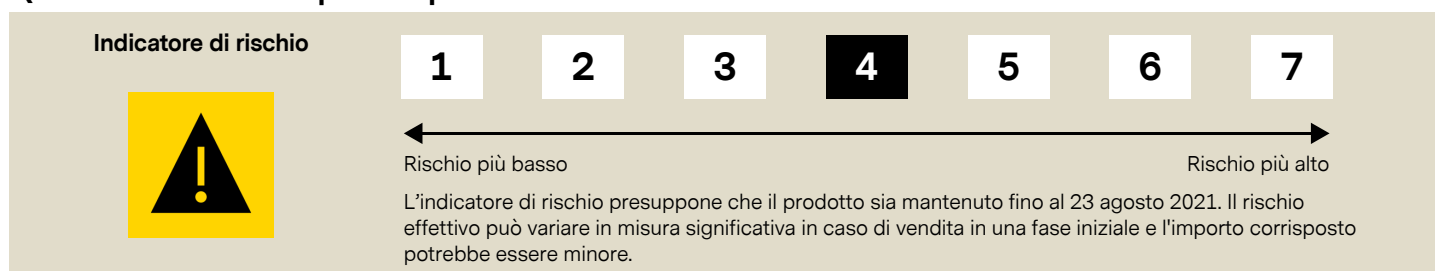 Indicatore di rischio
1 2 3 4 5 6 7
Rischio più basso Rischio più alto
L'indicatore di rischio presuppone che il prodotto sia mantenuto fino al 23 agosto 2021. Il rischio
effettivo può variare in misura significativa in caso di vendita in una fase iniziale e l'importo corrisposto
potrebbe essere minore.